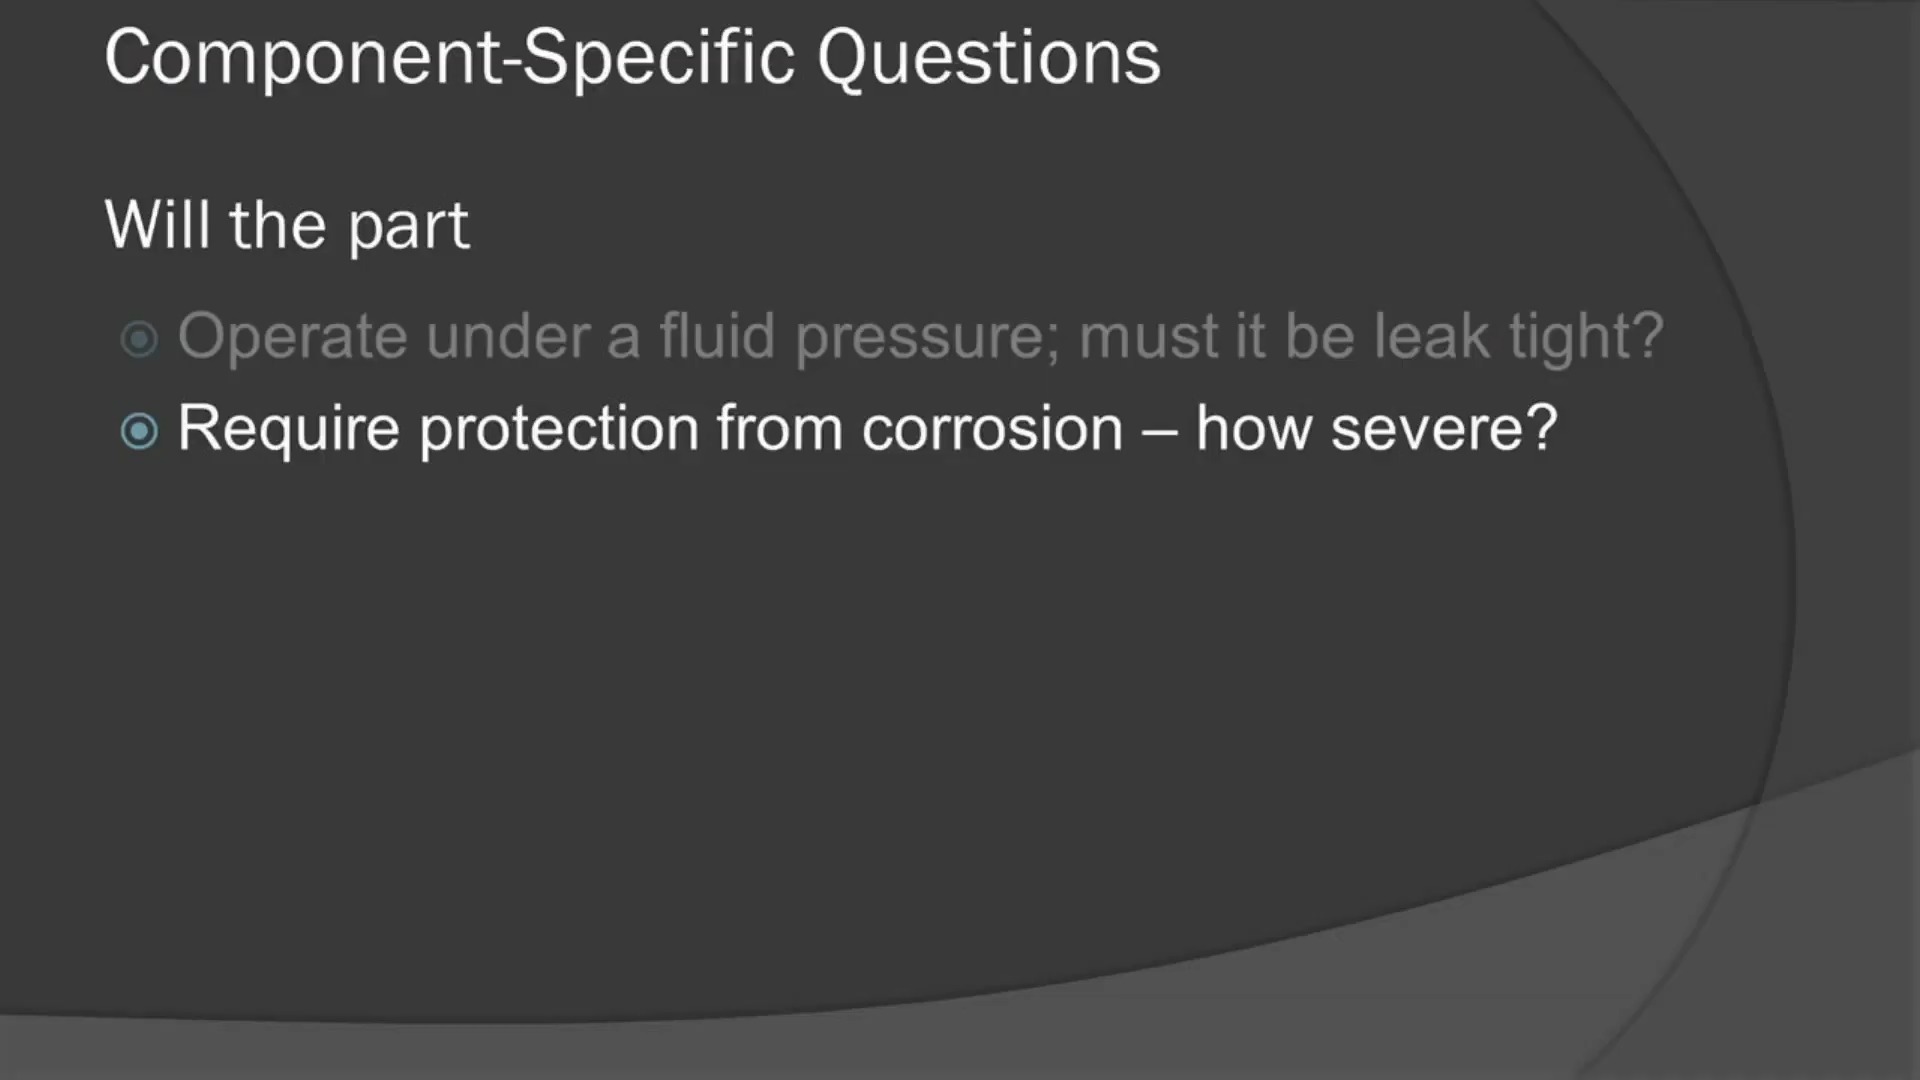 Component-Specific Questions
Will the part
Operate under a fluid pressure; must it be leak tight?
Require protection from corrosion – how severe?